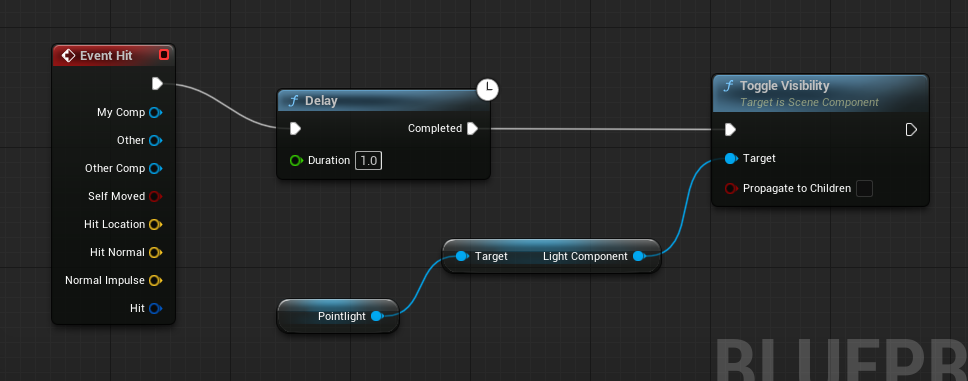 Event Hit
My Comp
Other
Other Comp
Self Moved
Hit Location
Hit Normal
Normal Impulse
Hit
f Delay
Completed
Duration 1.0
f Toggle Visibility
Target is Scene Component
Target
Propagate to Children
Target Light Component
Pointlight
BLUEPR